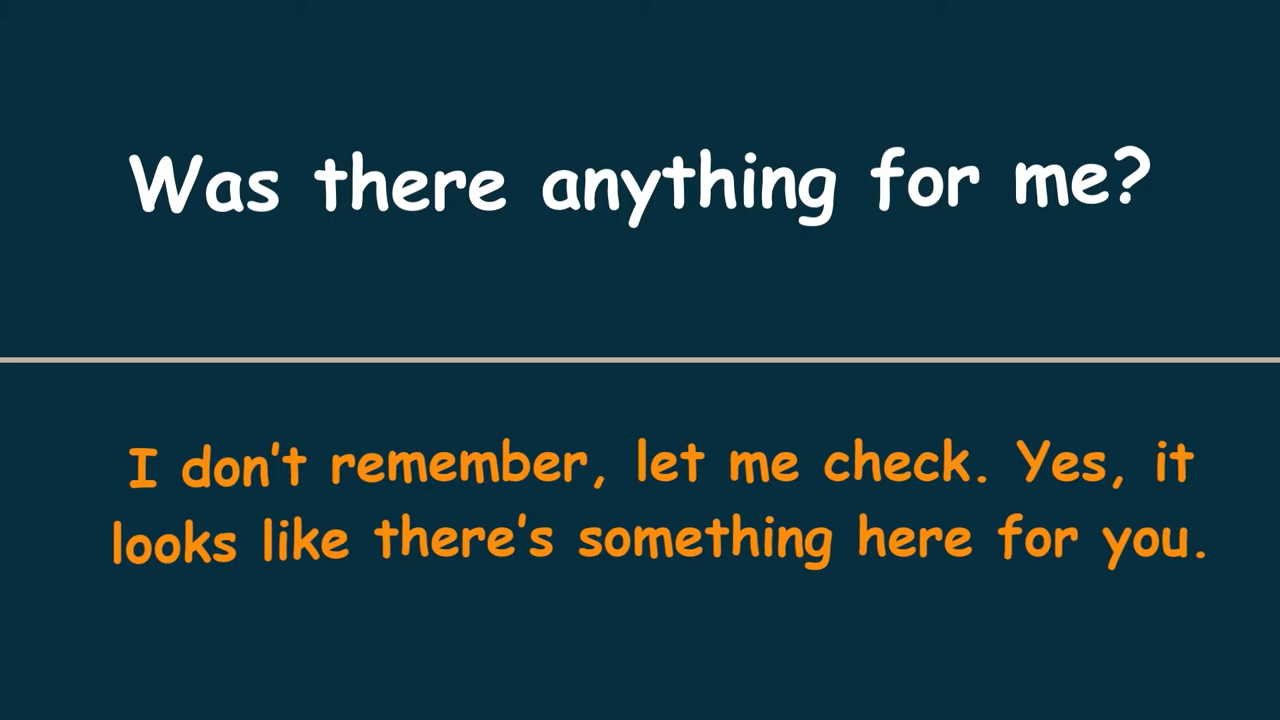 Was there anything for me?
I don't remember, let me check. Yes, it
looks like there's something here for you.